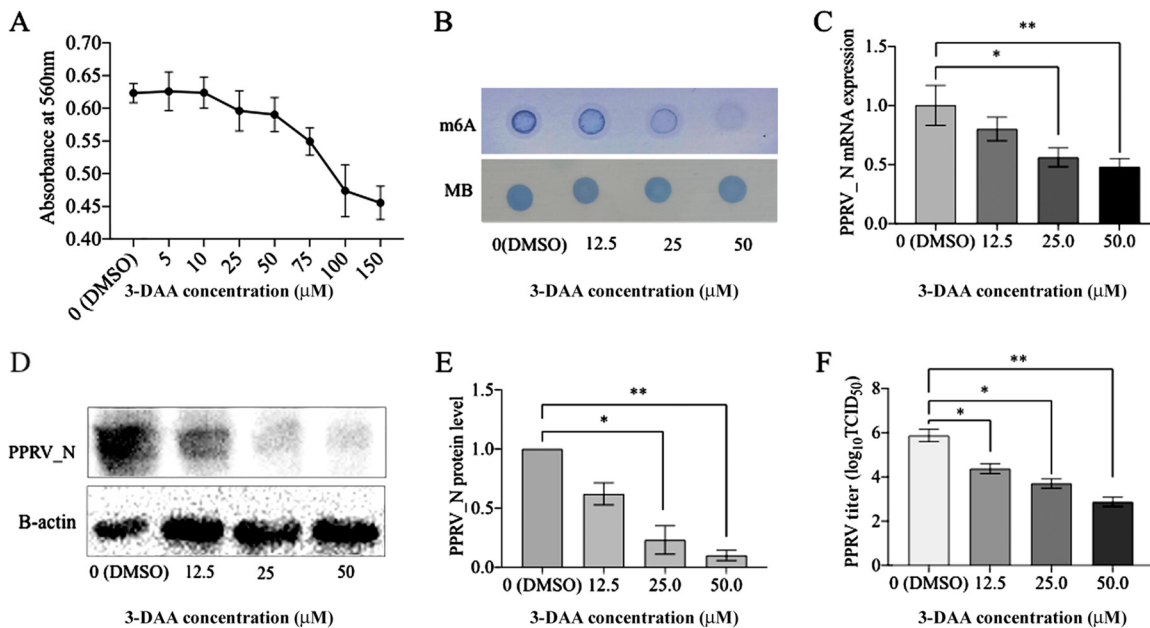 A
Absorbance at 560nm
0.70
0.65
0.60
0.55
0.50
0.45
0.40
0 (DMSO)
5
10
25
50
75
100
150
3-DAA concentration (μM)
B
m6A
MB
0(DMSO) 12.5 25 50
3-DAA concentration (μM)
C
PPRV_ N mRNA expression
1.5
1.0
0.5
0.0
**
*
0 (DMSO) 12.5 25.0 50.0
3-DAA concentration (μM)
D
PPRV_N
B-actin
0 (DMSO) 12.5 25 50
3-DAA concentration (μM)
E
PPRV_N protein level
1.5
1.0
0.5
0.0
**
*
0 (DMSO) 12.5 25.0 50.0
3-DAA concentration (μM)
F
PPRV titer (log10TCID50)
8
6
4
2
0
**
*
*
0 (DMSO) 12.5 25.0 50.0
3-DAA concentration (μM)